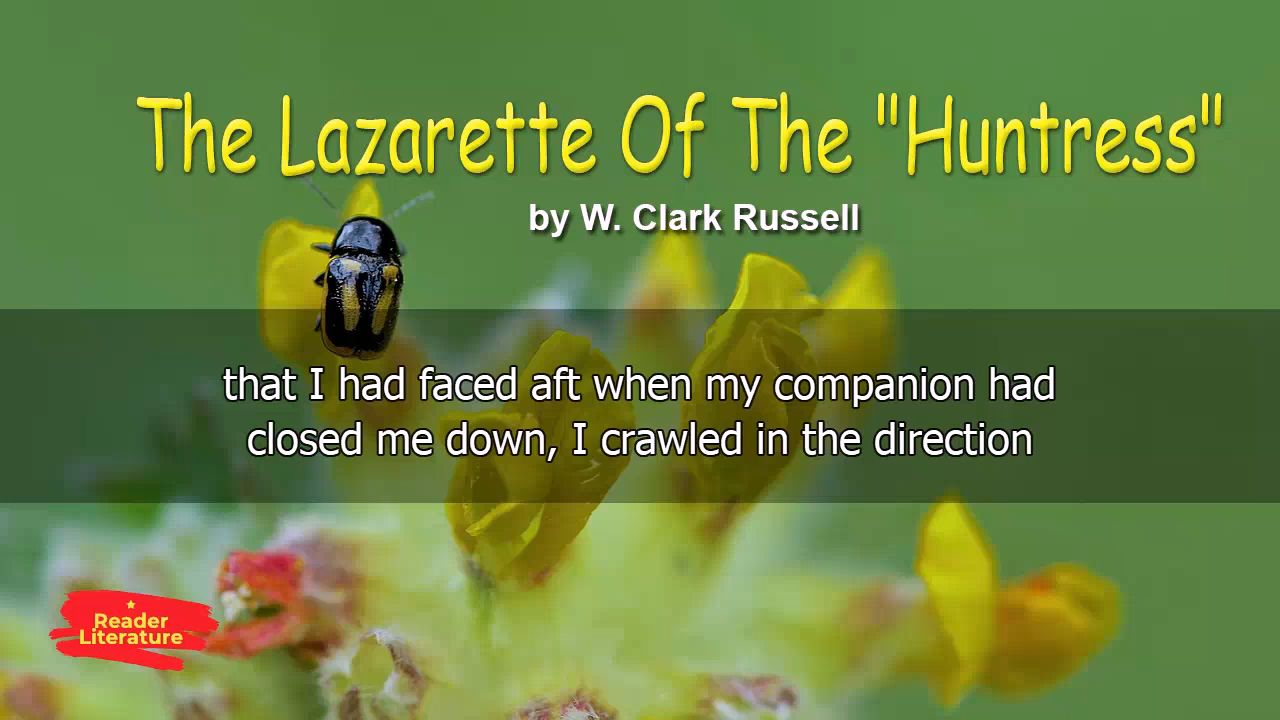 The Lazarette Of The "Huntress"
by W. Clark Russell
that I had faced aft when my companion had
closed me down, I crawled in the direction
Reader
Literature